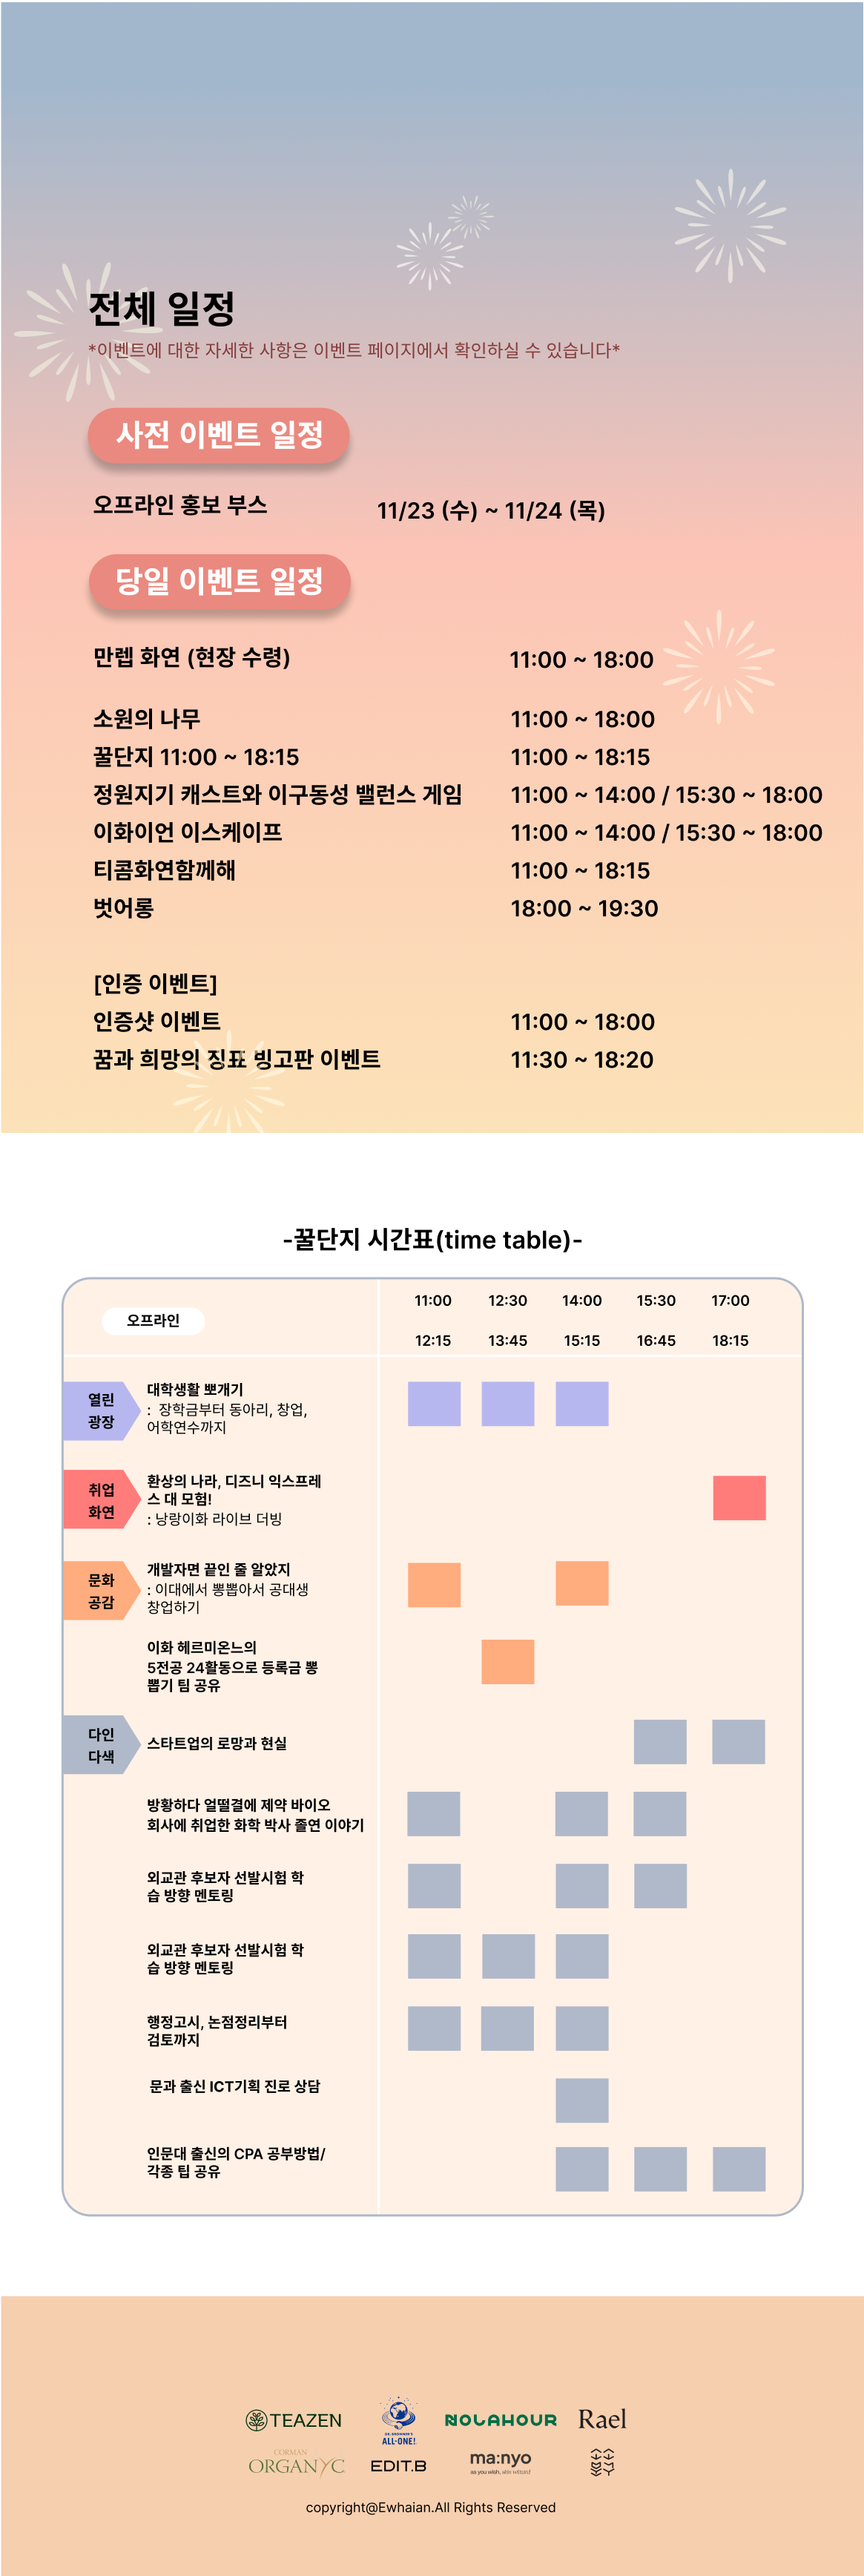 전체 일정
*이벤트에 대한 자세한 사항은 이벤트 페이지에서 확인하실 수 있습니다*
사전 이벤트 일정
오프라인 홍보 부스 11/23 (수) ~ 11/24 (목)
당일 이벤트 일정
만렙 화연 (현장 수령) 11:00 ~ 18:00
소원의 나무 11:00 ~ 18:00
꿀단지 11:00 ~ 18:15 11:00 ~ 18:15
정원지기 캐스트와 이구동성 밸런스 게임 11:00 ~ 14:00 / 15:30 ~ 18:00
이화이언 이스케이프 11:00 ~ 14:00 / 15:30 ~ 18:00
티콤화연함께해 11:00 ~ 18:15
벗어롱 18:00 ~ 19:30
[인증 이벤트]
인증샷 이벤트 11:00 ~ 18:00
꿈과 희망의 징표 빙고판 이벤트 11:30 ~ 18:20
-꿀단지 시간표(time table)-
오프라인
11:00 12:30 14:00 15:30 17:00
12:15 13:45 15:15 16:45 18:15
열린
광장
대학생활 뽀개기
: 장학금부터 동아리, 창업,
어학연수까지
취업
화연
환상의 나라, 디즈니 익스프레
스 대 모험!
: 낭랑이화 라이브 더빙
문화
공감
개발자면 끝인 줄 알았지
: 이대에서 뽕뽑아서 공대생
창업하기
이화 헤르미온느의
5전공 24활동으로 등록금 뽕
뽑기 팁 공유
다인
다색
스타트업의 로망과 현실
방황하다 얼떨결에 제약 바이오
회사에 취업한 화학 박사 졸연 이야기
외교관 후보자 선발시험 학
습 방향 멘토링
외교관 후보자 선발시험 학
습 방향 멘토링
행정고시, 논점정리부터
검토까지
문과 출신 ICT기획 진로 상담
인문대 출신의 CPA 공부방법/
각종 팁 공유
TEAZEN
ALL-ONE!
NOLAHOUR
Rael
CORMAN
ORGANYC
EDIT.B
ma:nyo
as you wish,
copyright@Ewhaian.All Rights Reserved